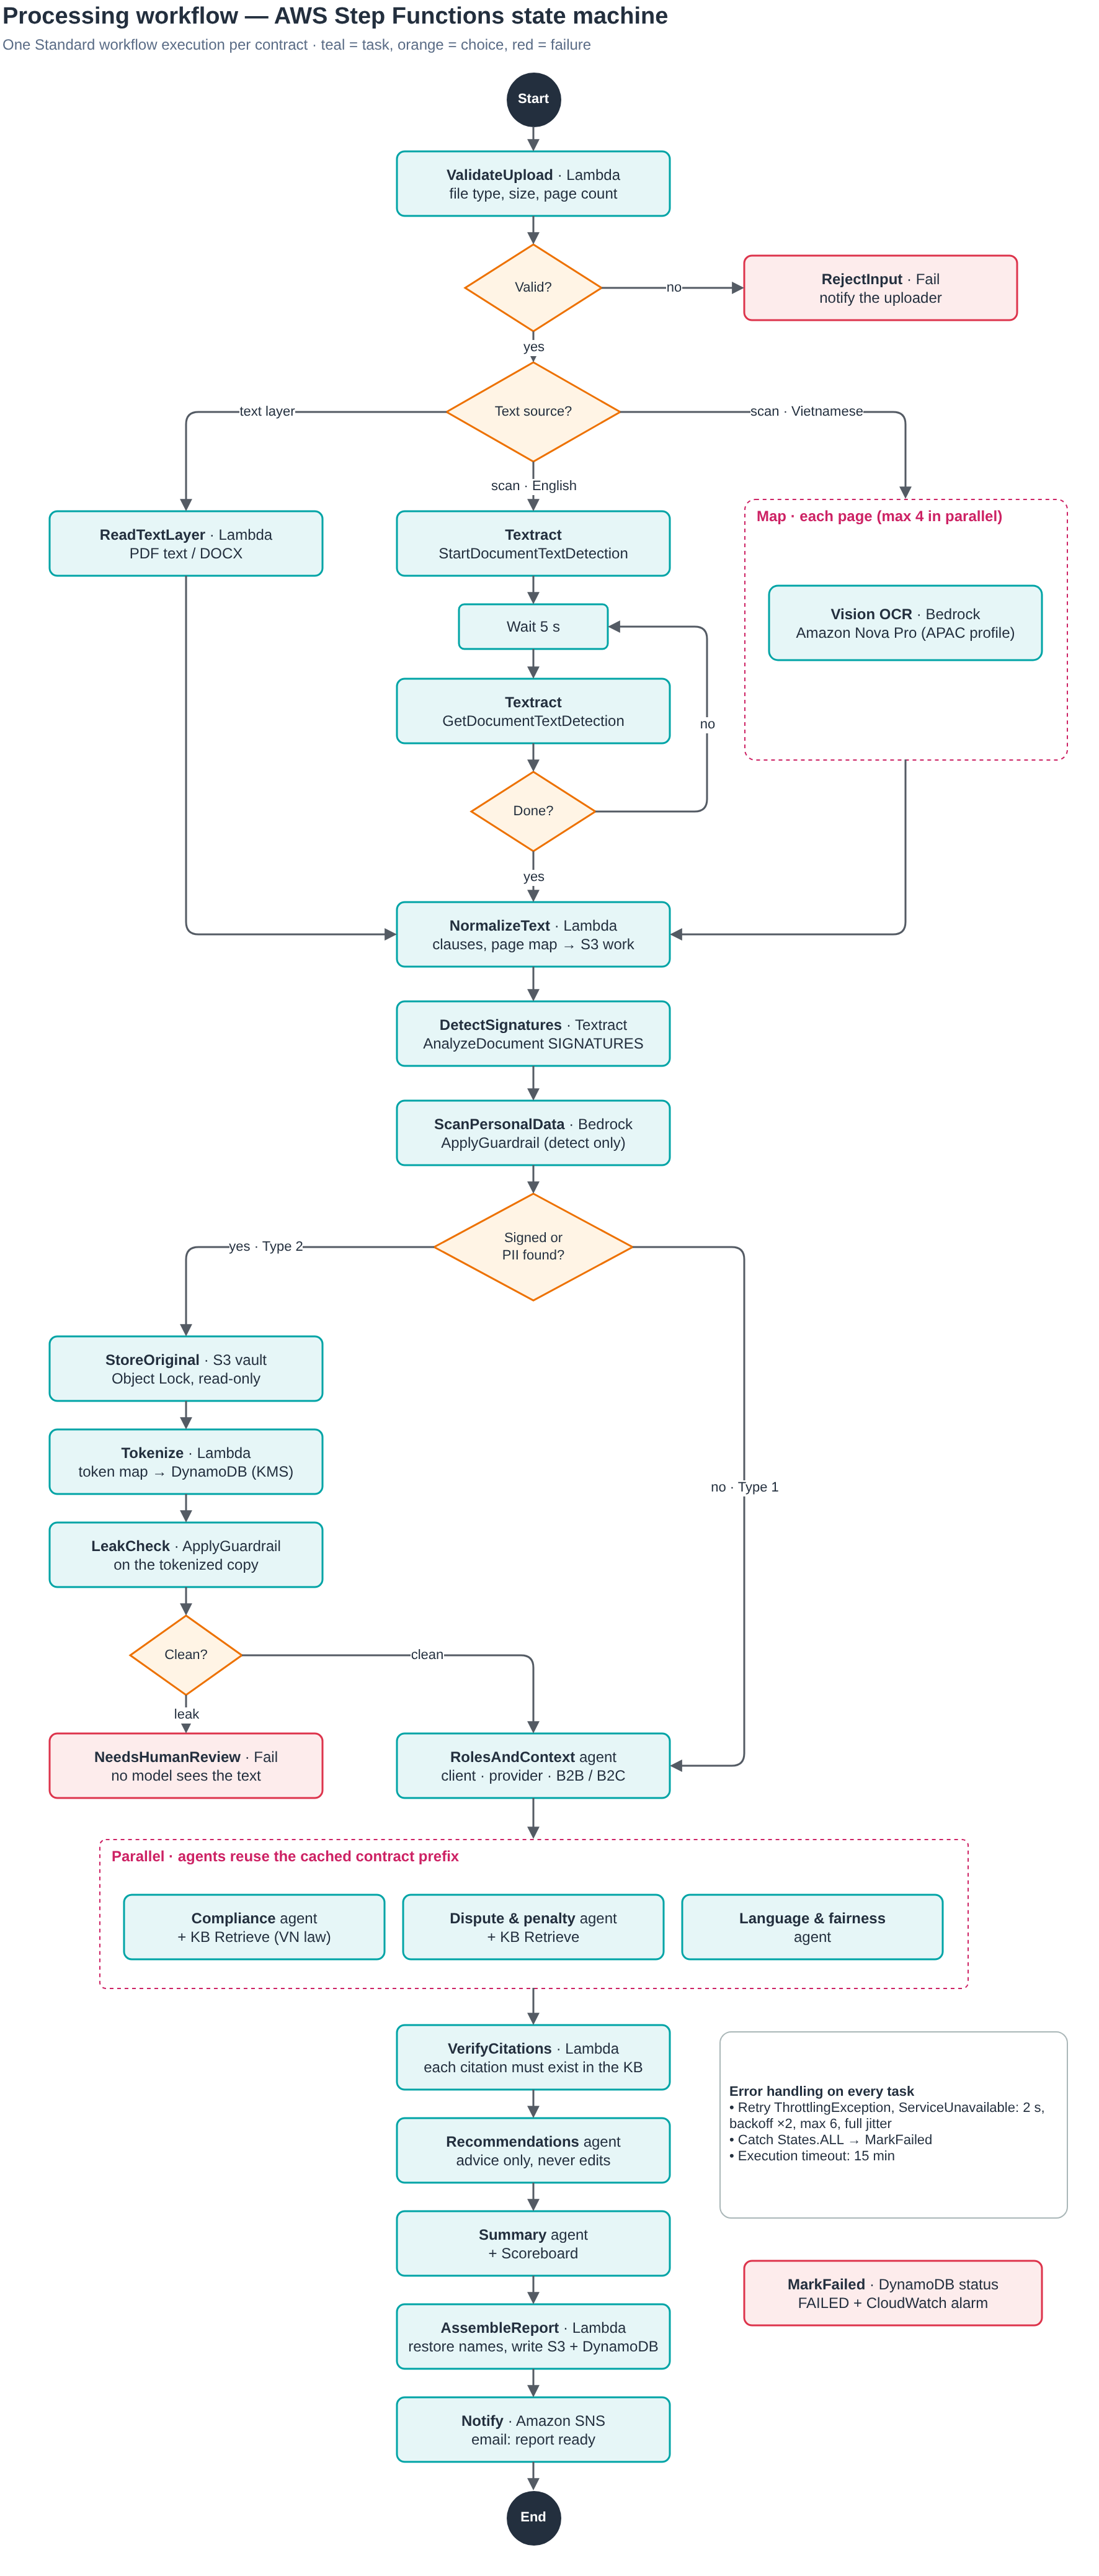 Processing workflow — AWS Step Functions state machine
One Standard workflow execution per contract · teal = task, orange = choice, red = failure
Start
ValidateUpload · Lambda
file type, size, page count
Valid?
no
RejectInput · Fail
notify the uploader
yes
Text source?
text layer
scan · Vietnamese
scan · English
ReadTextLayer · Lambda
PDF text / DOCX
Textract
StartDocumentTextDetection
Map · each page (max 4 in parallel)
Vision OCR · Bedrock
Amazon Nova Pro (APAC profile)
Wait 5 s
Textract
GetDocumentTextDetection
no
Done?
yes
NormalizeText · Lambda
clauses, page map → S3 work
DetectSignatures · Textract
AnalyzeDocument SIGNATURES
ScanPersonalData · Bedrock
ApplyGuardrail (detect only)
Signed or
PII found?
yes · Type 2
StoreOriginal · S3 vault
Object Lock, read-only
Tokenize · Lambda
token map → DynamoDB (KMS)
no · Type 1
LeakCheck · ApplyGuardrail
on the tokenized copy
Clean?
clean
leak
NeedsHumanReview · Fail
no model sees the text
RolesAndContext agent
client · provider · B2B / B2C
Parallel · agents reuse the cached contract prefix
Compliance agent
+ KB Retrieve (VN law)
Dispute & penalty agent
+ KB Retrieve
Language & fairness
agent
VerifyCitations · Lambda
each citation must exist in the KB
Error handling on every task
• Retry ThrottlingException, ServiceUnavailable: 2 s,
backoff ×2, max 6, full jitter
• Catch States.ALL → MarkFailed
• Execution timeout: 15 min
Recommendations agent
advice only, never edits
Summary agent
+ Scoreboard
MarkFailed · DynamoDB status
FAILED + CloudWatch alarm
AssembleReport · Lambda
restore names, write S3 + DynamoDB
Notify · Amazon SNS
email: report ready
End